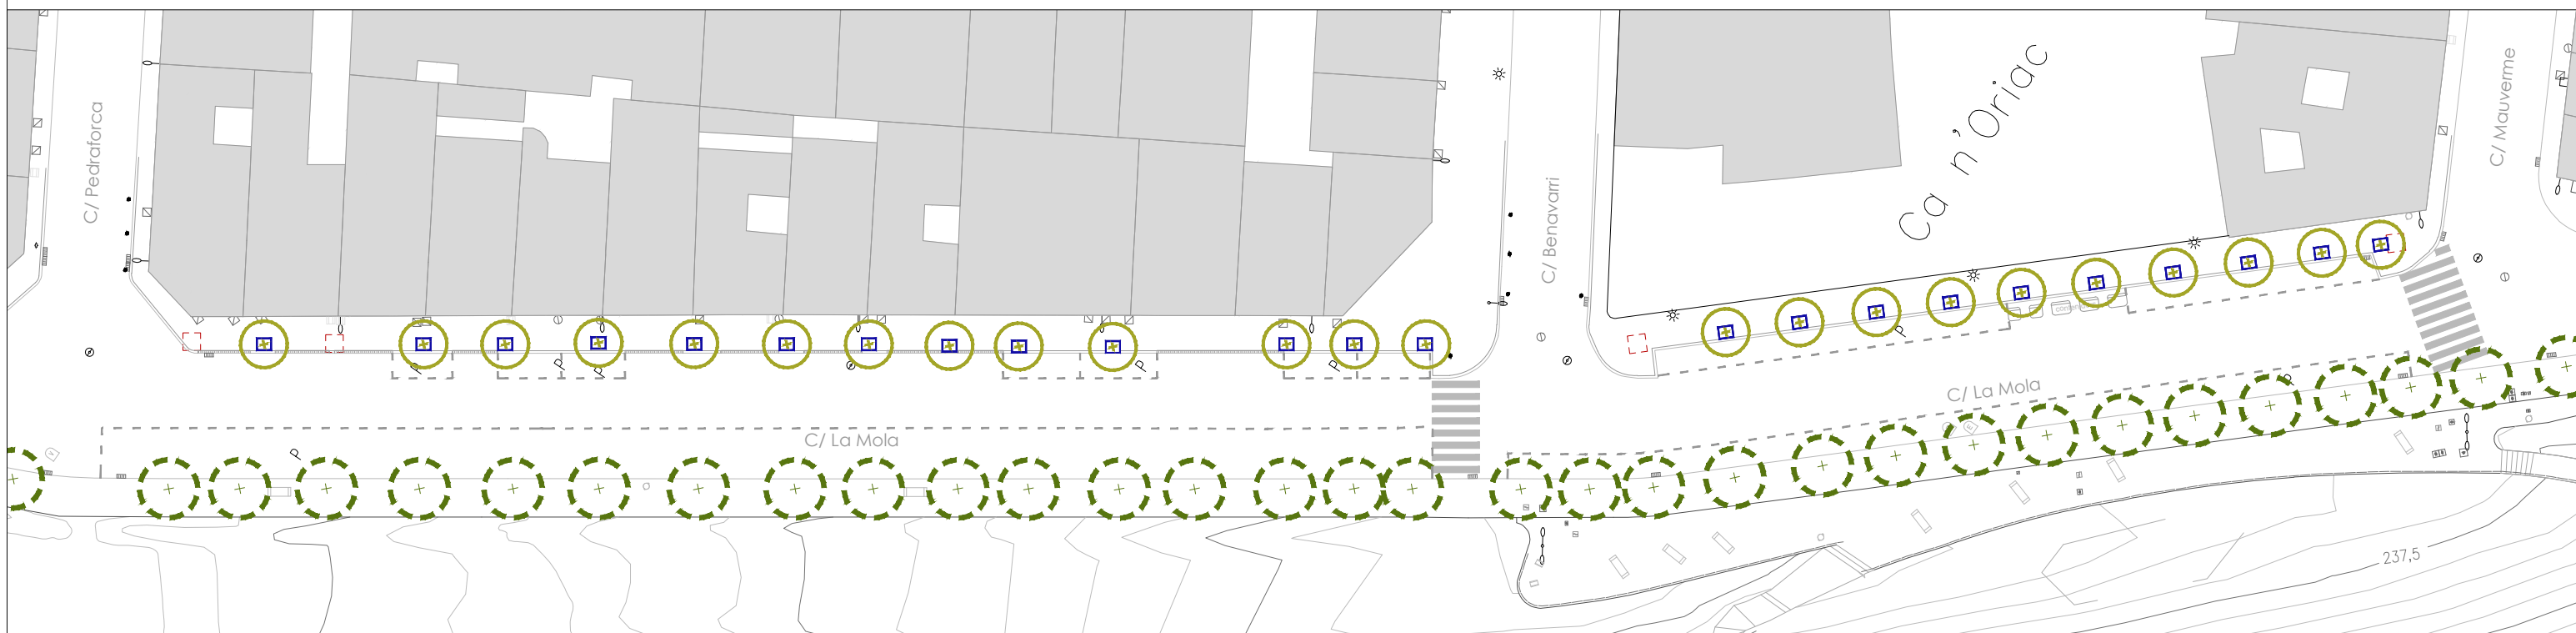 C/ Pedraforca
C/ Benavarri
Ca n'Oriac
C/ Mauverme
P
P
P
P
P
P
C/ La Mola
P
C/ La Mola
P
237,5